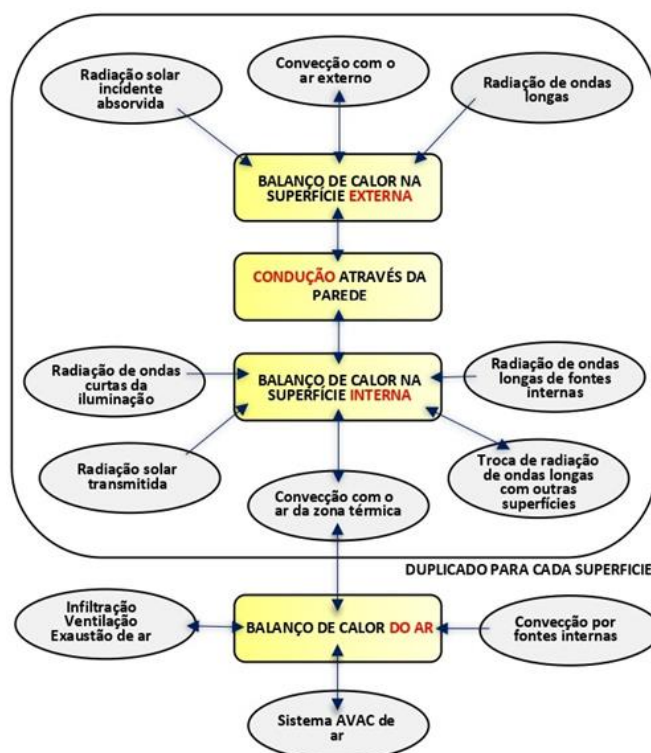 Radiação solar
incidente
absorvida
Convecção com o
ar externo
Radiação de ondas
longas
BALANÇO DE CALOR NA
SUPERFÍCIE EXTERNA
CONDUÇÃO ATRAVÉS DA
PAREDE
Radiação de ondas
curtas da
iluminação
BALANÇO DE CALOR NA
SUPERFÍCIE INTERNA
Radiação de ondas
longas de fontes
internas
Radiação solar
transmitida
Convecção com o
ar da zona térmica
Troca de radiação
de ondas longas
com outras
superfícies
DUPLICADO PARA CADA SUPERFICIE
Infiltração
Ventilação
Exaustão de ar
BALANÇO DE CALOR DO AR
Convecção por
fontes internas
Sistema AVAC de
ar